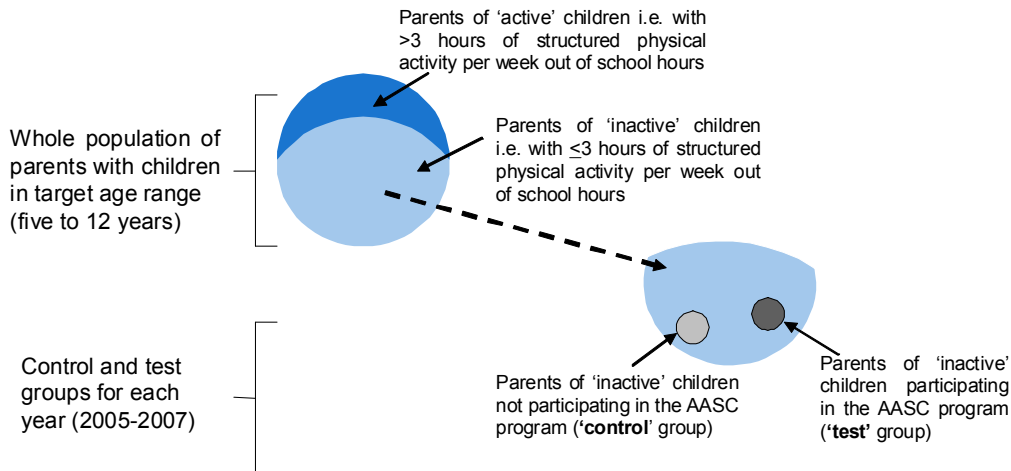 Parents of ‘active’ children i.e. with
>3 hours of structured physical
activity per week out of school hours
Whole population of
parents with children
in target age range
(five to 12 years)
Parents of ‘inactive’ children
i.e. with ≤3 hours of structured
physical activity per week out
of school hours
Control and test
groups for each
year (2005-2007)
Parents of ‘inactive’ children
not participating in the AASC
program (‘control’ group)
Parents of ‘inactive’
children participating
in the AASC program
(‘test’ group)